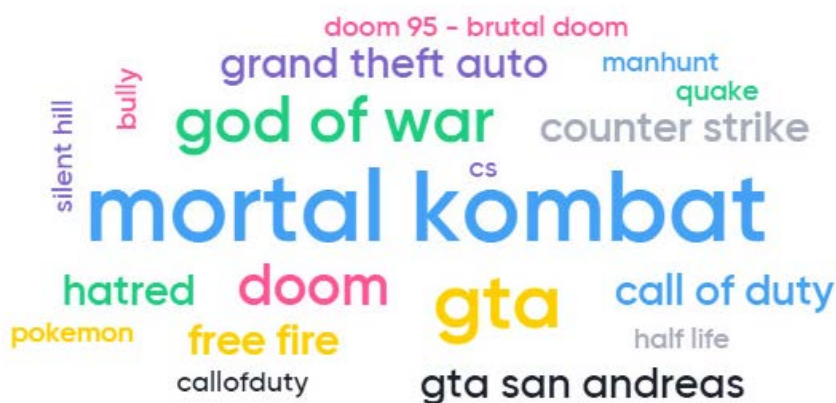 doom 95 - brutal doom
grand theft auto
manhunt
bully
quake
silent hill
god of war
counter strike
cs
mortal kombat
hatred
doom
gta
call of duty
pokemon
free fire
half life
callofduty
gta san andreas